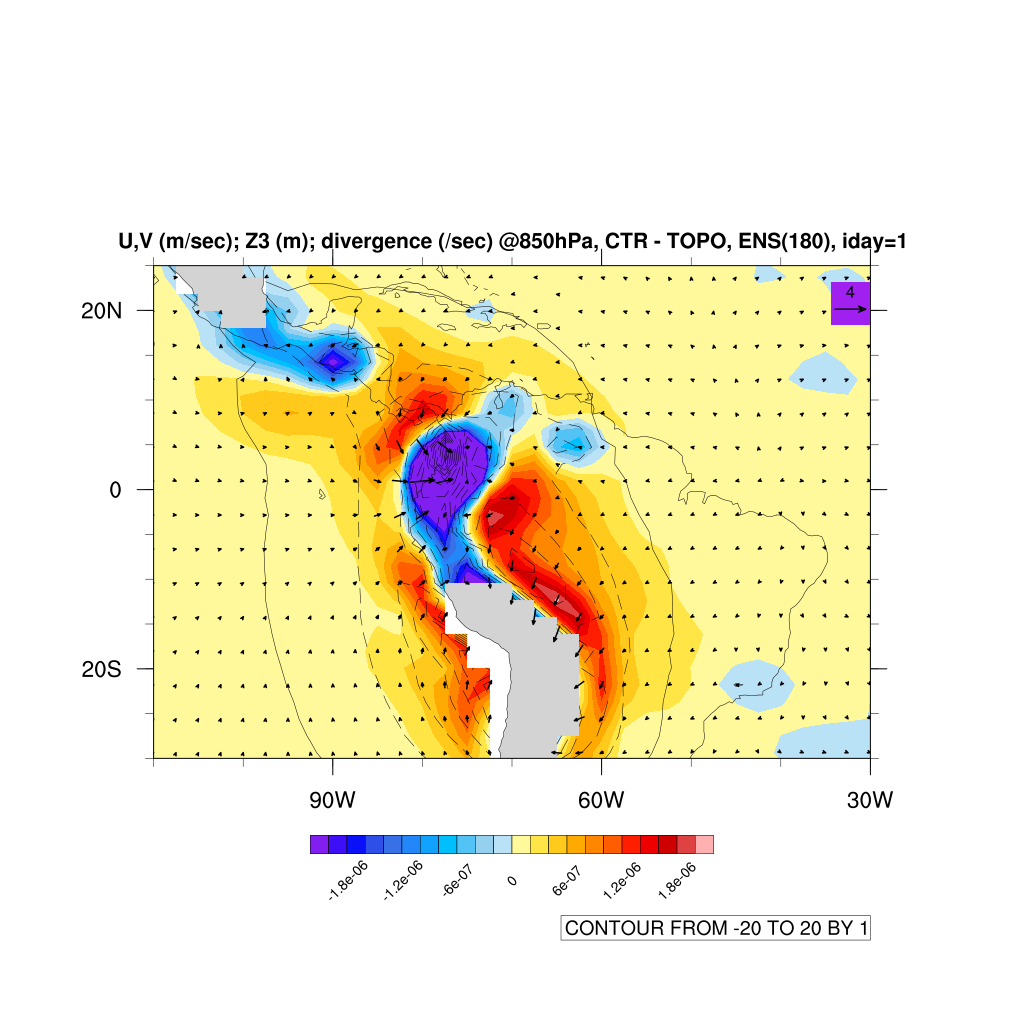 U,V (m/sec); Z3 (m); divergence (/sec) @850hPa, CTR - TOPO, ENS(180), iday=1
4
20N
0
20S
90W 60W 30W
-1.8e-06 -1.2e-06 -6e-07 0 6e-07 1.2e-06 1.8e-06
CONTOUR FROM -20 TO 20 BY 1